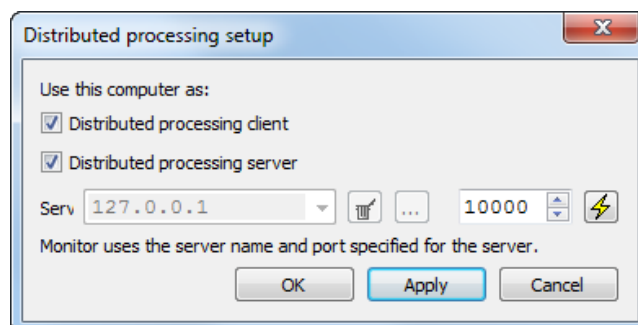 Distributed processing setup
Use this computer as:
Distributed processing client
Distributed processing server
Serv 127.0.0.1 ... 10000
Monitor uses the server name and port specified for the server.
OK Apply Cancel